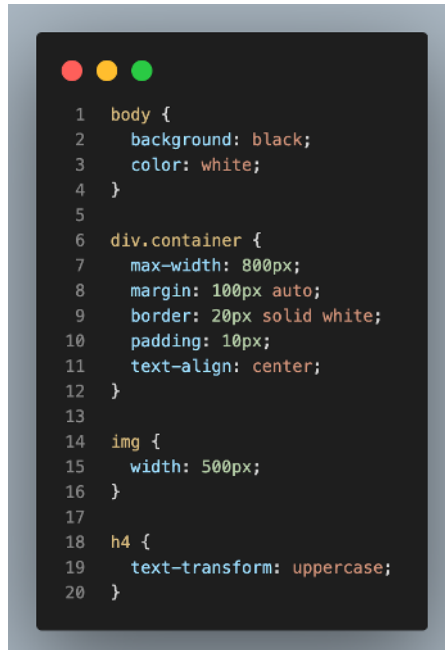 1 body {
2   background: black;
3   color: white;
4 }
5
6 div.container {
7   max-width: 800px;
8   margin: 100px auto;
9   border: 20px solid white;
10   padding: 10px;
11   text-align: center;
12 }
13
14 img {
15   width: 500px;
16 }
17
18 h4 {
19   text-transform: uppercase;
20 }